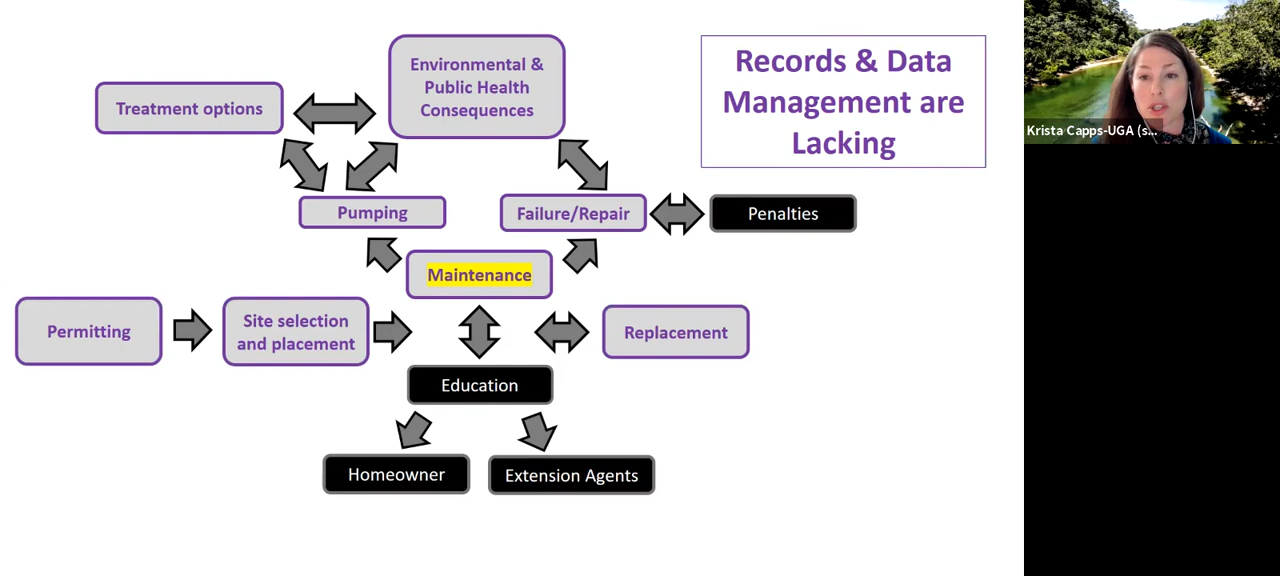 Environmental &
Public Health
Consequences
Records & Data
Management are
Lacking
Treatment options
Krista Capps-UGA (s...
Pumping
Failure/Repair
Penalties
Maintenance
Permitting
Site selection
and placement
Replacement
Education
Homeowner
Extension Agents